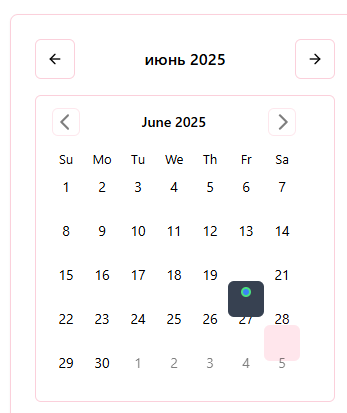 июнь 2025
June 2025
Su Mo Tu We Th Fr Sa
1 2 3 4 5 6 7
8 9 10 11 12 13 14
15 16 17 18 19 21
22 23 24 25 26 27 28
29 30 1 2 3 4 5